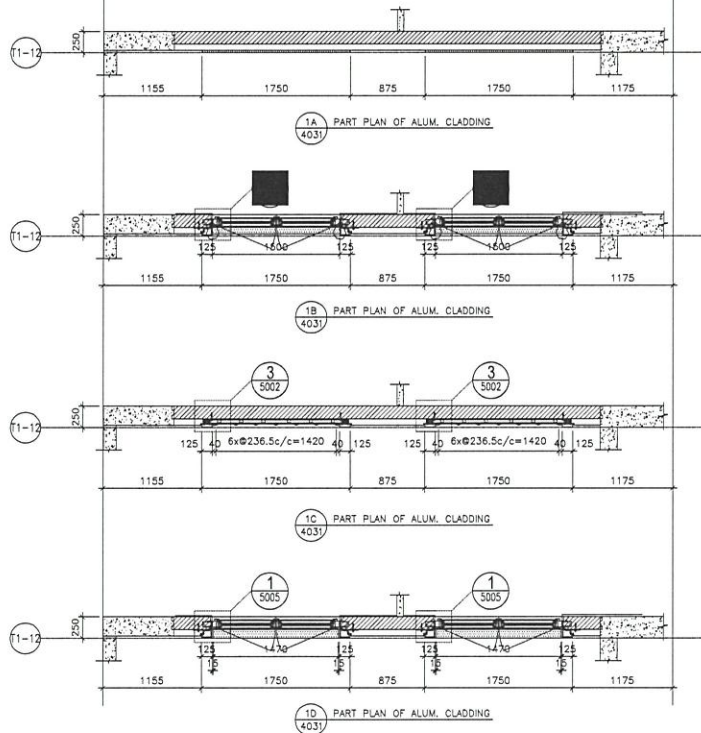 T1-12
250
1155 1750 875 1750 1175
1A PART PLAN OF ALUM. CLADDING
4031
T1-12
250
125 1500 125 125 1500 125
1155 1750 875 1750 1175
1B PART PLAN OF ALUM. CLADDING
4031
3 3
5002 5002
T1-12
250
125 40 6x@236.5c/c=1420 40 125 125 40 6x@236.5c/c=1420 40 125
1155 1750 875 1750 1175
1C PART PLAN OF ALUM. CLADDING
4031
1 1
5005 5005
T1-12
250
125 1470 125 125 1470 125
15 15 15 15
1155 1750 875 1750 1175
1D PART PLAN OF ALUM. CLADDING
4031